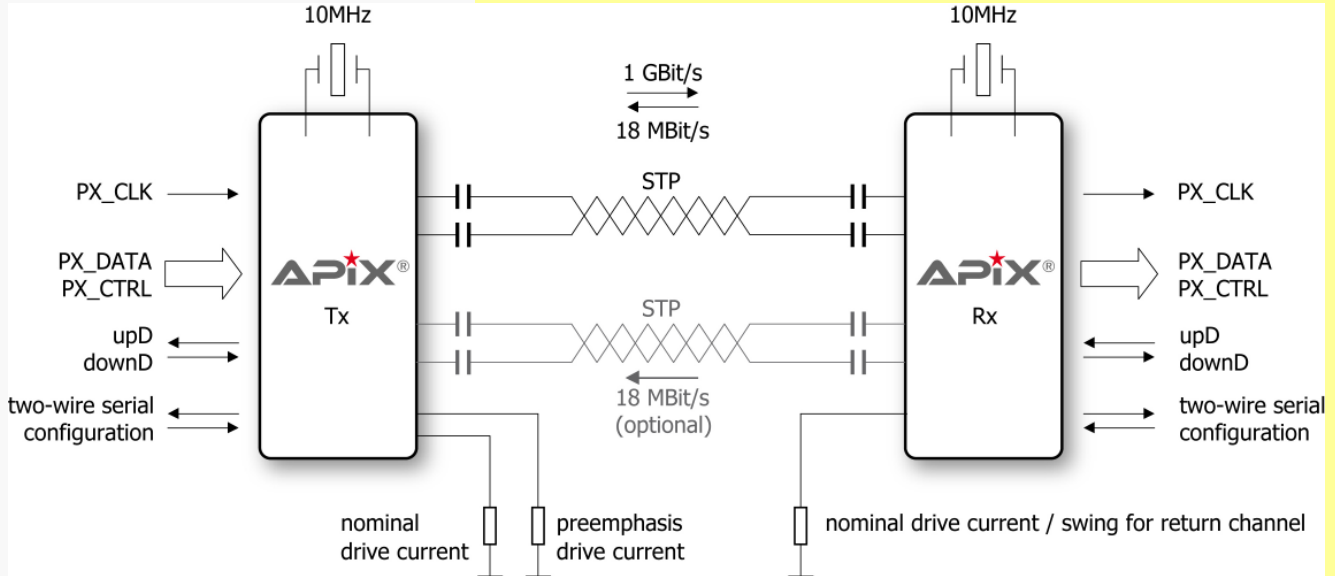 10MHz
10MHz
1 GBit/s
18 MBit/s
STP
PX_CLK
PX_CLK
PX_DATA
PX_CTRL
APIX®
Tx
APIX®
Rx
PX_DATA
PX_CTRL
STP
upD
downD
upD
downD
18 MBit/s
(optional)
two-wire serial
configuration
two-wire serial
configuration
nominal
drive current
preemphasis
drive current
nominal drive current / swing for return channel